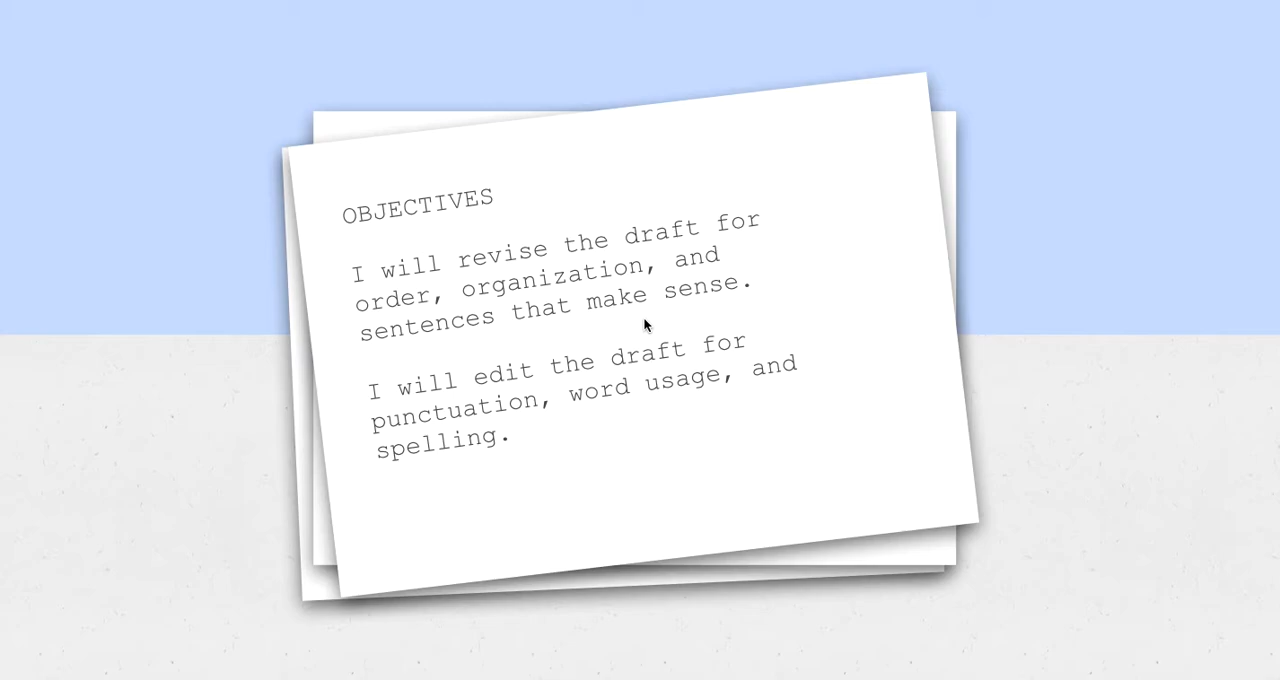 OBJECTIVES
I will revise the draft for
order, organization, and
sentences that make sense.
I will edit the draft for
punctuation, word usage, and
spelling.